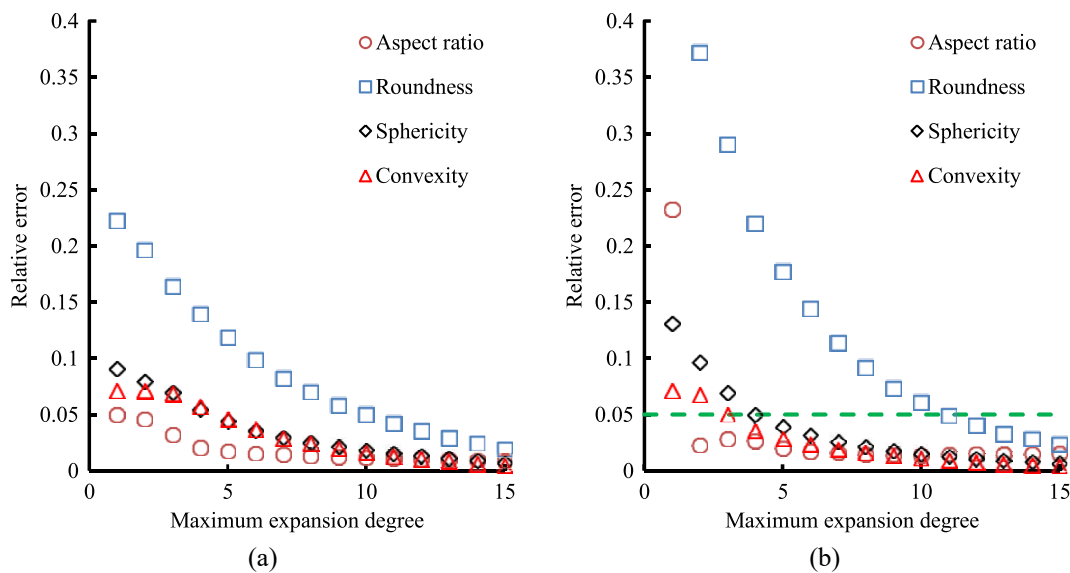 0.4
0.35
0.3
0.25
0.2
0.15
0.1
0.05
0
Relative error
Aspect ratio
Roundness
Sphericity
Convexity
0 5 10 15
Maximum expansion degree
(a)
0.4
0.35
0.3
0.25
0.2
0.15
0.1
0.05
0
Relative error
Aspect ratio
Roundness
Sphericity
Convexity
0 5 10 15
Maximum expansion degree
(b)